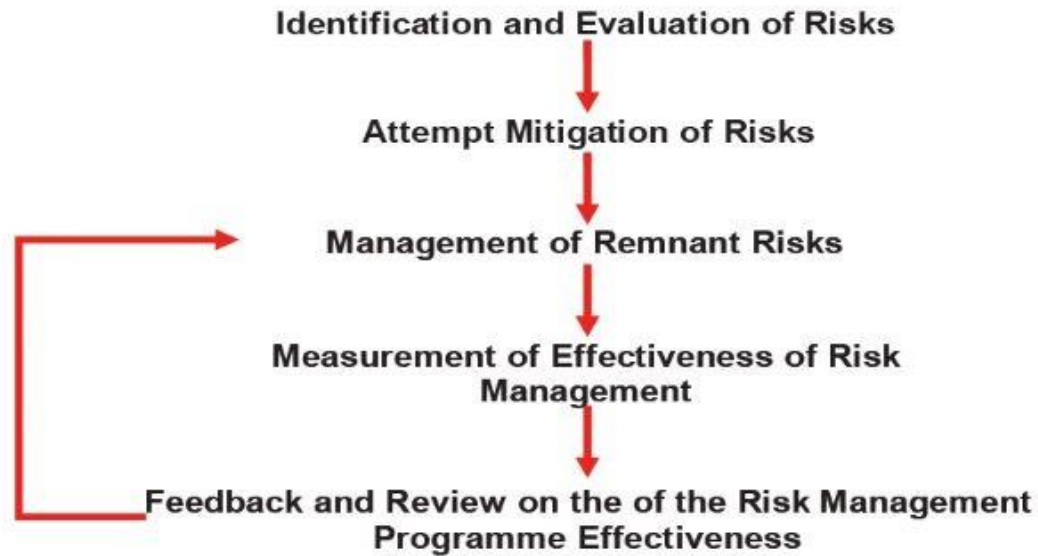 Identification and Evaluation of Risks
Attempt Mitigation of Risks
Management of Remnant Risks
Measurement of Effectiveness of Risk
Management
Feedback and Review on the of the Risk Management
Programme Effectiveness